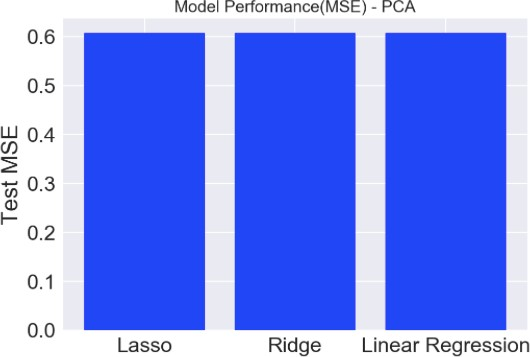 Model Performance(MSE) - PCA
Test MSE
0.6
0.5
0.4
0.3
0.2
0.1
0.0
Lasso
Ridge
Linear Regression